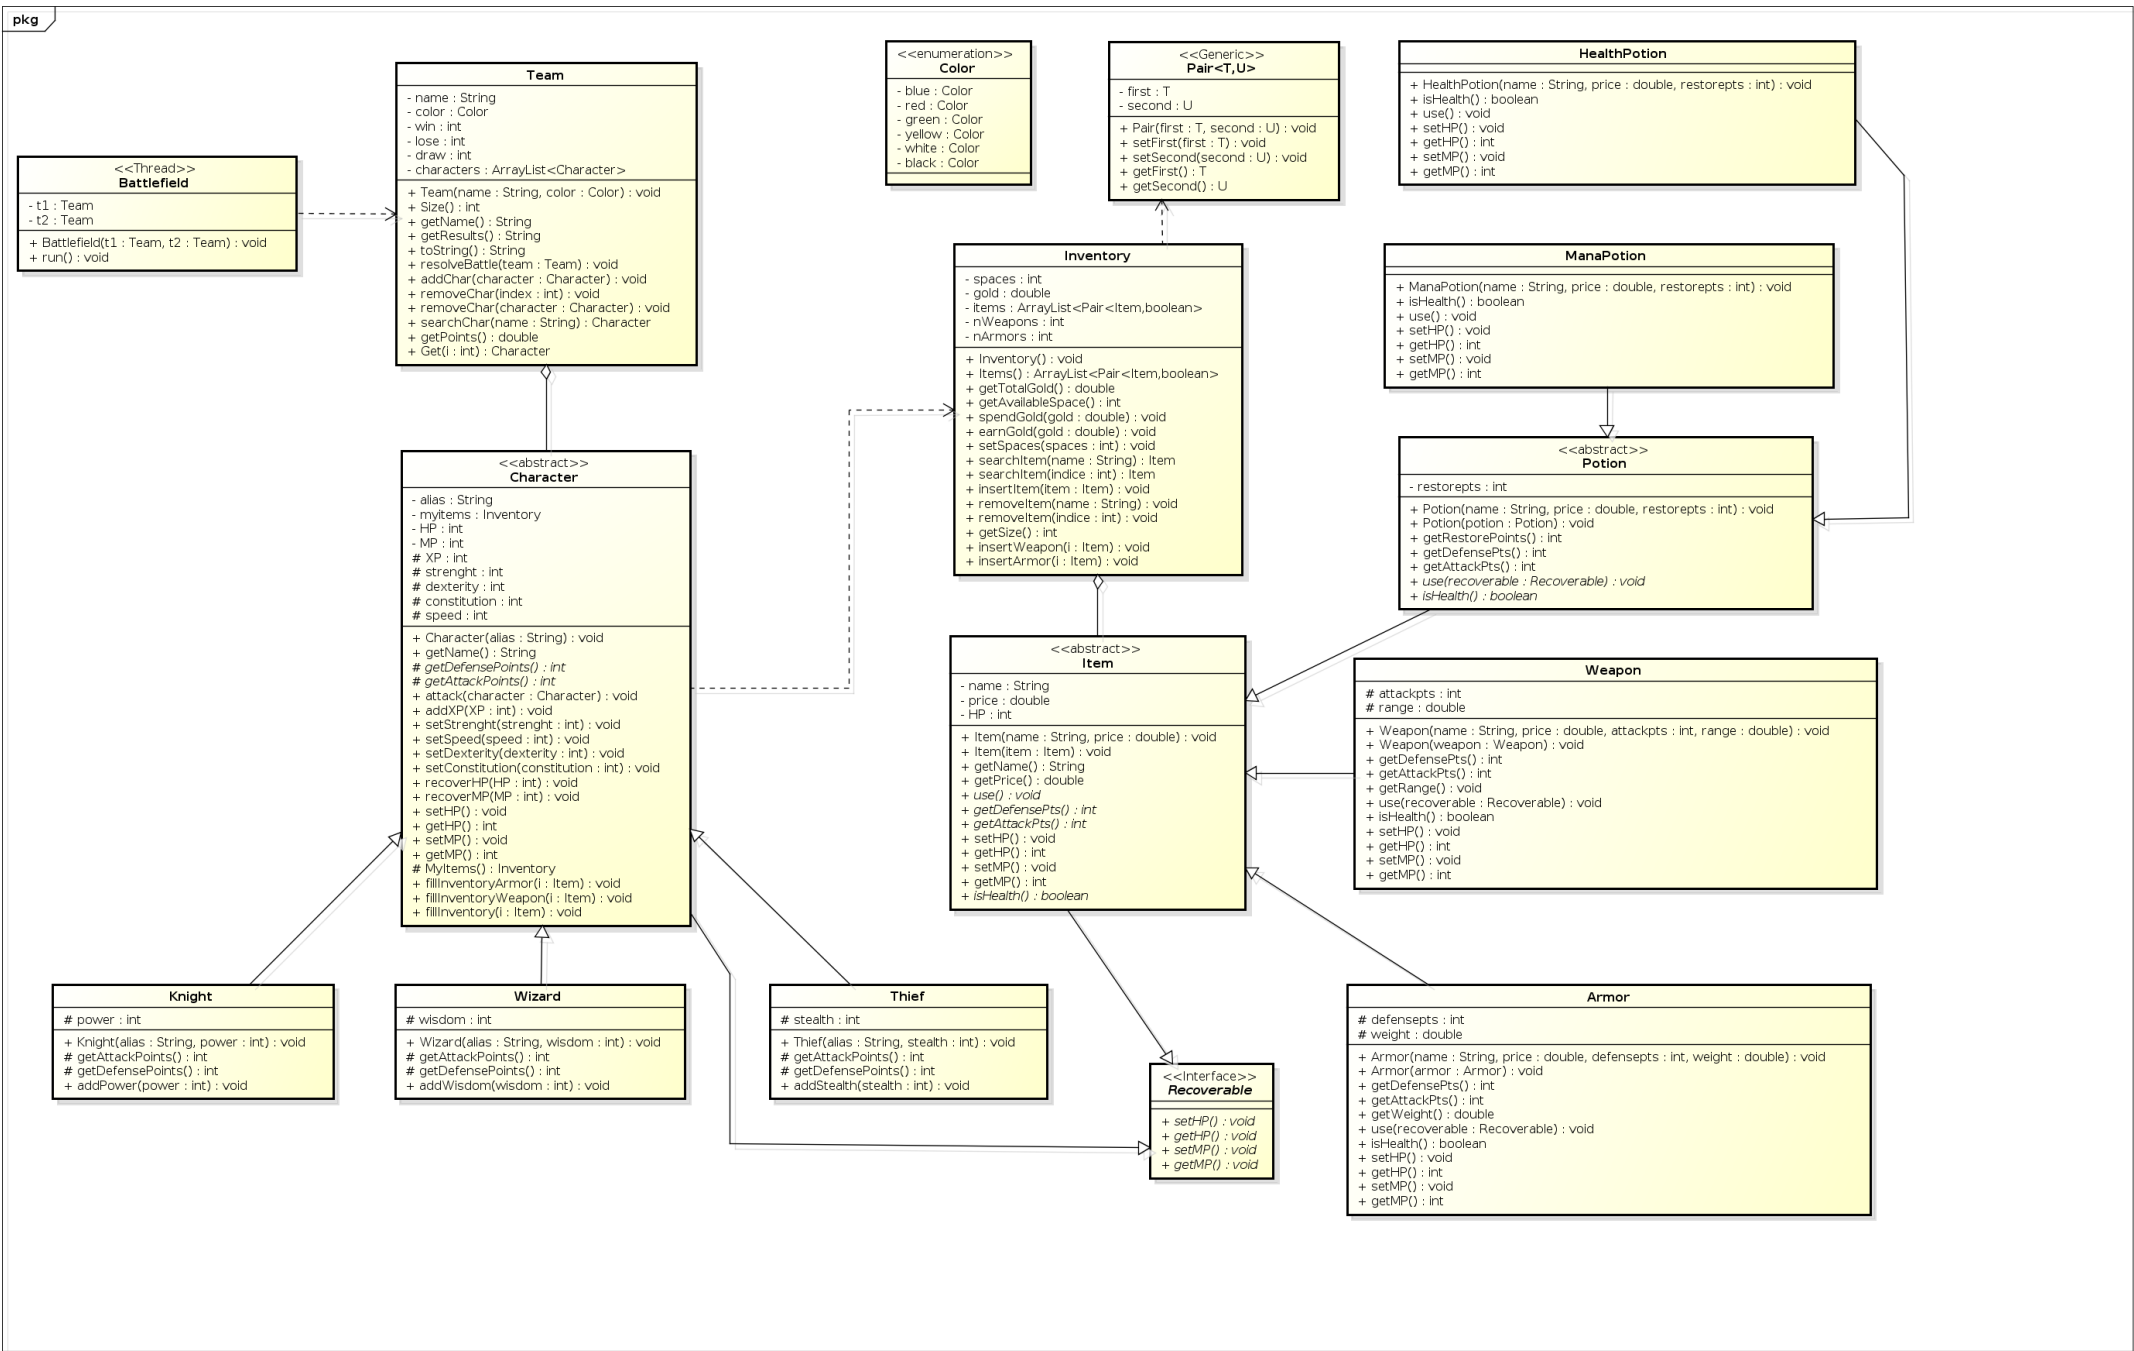 pkg
<<Thread>>
Battlefield
- t1 : Team
- t2 : Team
+ Battlefield(t1 : Team, t2 : Team) : void
+ run() : void
Team
- name : String
- color : Color
- win : int
- lose : int
- draw : int
- characters : ArrayList<Character>
+ Team(name : String, color : Color) : void
+ Size() : int
+ getName() : String
+ getResults() : String
+ toString() : String
+ resolveBattle(team : Team) : void
+ addChar(character : Character) : void
+ removeChar(index : int) : void
+ removeChar(character : Character) : void
+ searchChar(name : String) : Character
+ getPoints() : double
+ Get(i : int) : Character
<<enumeration>>
Color
- blue : Color
- red : Color
- green : Color
- yellow : Color
- white : Color
- black : Color
<<Generic>>
Pair<T,U>
- first : T
- second : U
+ Pair(first : T, second : U) : void
+ setFirst(first : T) : void
+ setSecond(second : U) : void
+ getFirst() : T
+ getSecond() : U
HealthPotion
+ HealthPotion(name : String, price : double, restorepts : int) : void
+ isHealth() : boolean
+ use() : void
+ setHP() : void
+ getHP() : int
+ setMP() : void
+ getMP() : int
Inventory
- spaces : int
- gold : double
- items : ArrayList<Pair<Item,boolean>
- nWeapons : int
- nArmors : int
+ Inventory() : void
+ Items() : ArrayList<Pair<Item,boolean>
+ getTotalGold() : double
+ getAvailableSpace() : int
+ spendGold(gold : double) : void
+ earnGold(gold : double) : void
+ setSpaces(spaces : int) : void
+ searchItem(name : String) : Item
+ searchItem(indice : int) : Item
+ insertItem(item : Item) : void
+ removeItem(name : String) : void
+ removeItem(indice : int) : void
+ getSize() : int
+ insertWeapon(i : Item) : void
+ insertArmor(i : Item) : void
ManaPotion
+ ManaPotion(name : String, price : double, restorepts : int) : void
+ isHealth() : boolean
+ use() : void
+ setHP() : void
+ getHP() : int
+ setMP() : void
+ getMP() : int
<<abstract>>
Character
- alias : String
- myitems : Inventory
- HP : int
- MP : int
# XP : int
# strenght : int
# dexterity : int
# constitution : int
# speed : int
+ Character(alias : String) : void
+ getName() : String
# getDefensePoints() : int
# getAttackPoints() : int
+ attack(character : Character) : void
+ addXP(XP : int) : void
+ setStrenght(strenght : int) : void
+ setSpeed(speed : int) : void
+ setDexterity(dexterity : int) : void
+ setConstitution(constitution : int) : void
+ recoverHP(HP : int) : void
+ recoverMP(MP : int) : void
+ setHP() : void
+ getHP() : int
+ setMP() : void
+ getMP() : int
# MyItems() : Inventory
+ fillInventoryArmor(i : Item) : void
+ fillInventoryWeapon(i : Item) : void
+ fillInventory(i : Item) : void
<<abstract>>
Potion
- restorepts : int
+ Potion(name : String, price : double, restorepts : int) : void
+ Potion(potion : Potion) : void
+ getRestorePoints() : int
+ getDefensePts() : int
+ getAttackPts() : int
+ use(recoverable : Recoverable) : void
+ isHealth() : boolean
<<abstract>>
Item
- name : String
- price : double
- HP : int
+ Item(name : String, price : double) : void
+ Item(item : Item) : void
+ getName() : String
+ getPrice() : double
+ use() : void
+ getDefensePts() : int
+ getAttackPts() : int
+ setHP() : void
+ getHP() : int
+ setMP() : void
+ getMP() : int
+ isHealth() : boolean
Weapon
# attackpts : int
# range : double
+ Weapon(name : String, price : double, attackpts : int, range : double) : void
+ Weapon(weapon : Weapon) : void
+ getDefensePts() : int
+ getAttackPts() : int
+ getRange() : void
+ use(recoverable : Recoverable) : void
+ isHealth() : boolean
+ setHP() : void
+ getHP() : int
+ setMP() : void
+ getMP() : int
Knight
# power : int
+ Knight(alias : String, power : int) : void
# getAttackPoints() : int
# getDefensePoints() : int
+ addPower(power : int) : void
Wizard
# wisdom : int
+ Wizard(alias : String, wisdom : int) : void
# getAttackPoints() : int
# getDefensePoints() : int
+ addWisdom(wisdom : int) : void
Thief
# stealth : int
+ Thief(alias : String, stealth : int) : void
# getAttackPoints() : int
# getDefensePoints() : int
+ addStealth(stealth : int) : void
<<Interface>>
Recoverable
+ setHP() : void
+ getHP() : void
+ setMP() : void
+ getMP() : void
Armor
# defensepts : int
# weight : double
+ Armor(name : String, price : double, defensepts : int, weight : double) : void
+ Armor(armor : Armor) : void
+ getDefensePts() : int
+ getAttackPts() : int
+ getWeight() : double
+ use(recoverable : Recoverable) : void
+ isHealth() : boolean
+ setHP() : void
+ getHP() : int
+ setMP() : void
+ getMP() : int